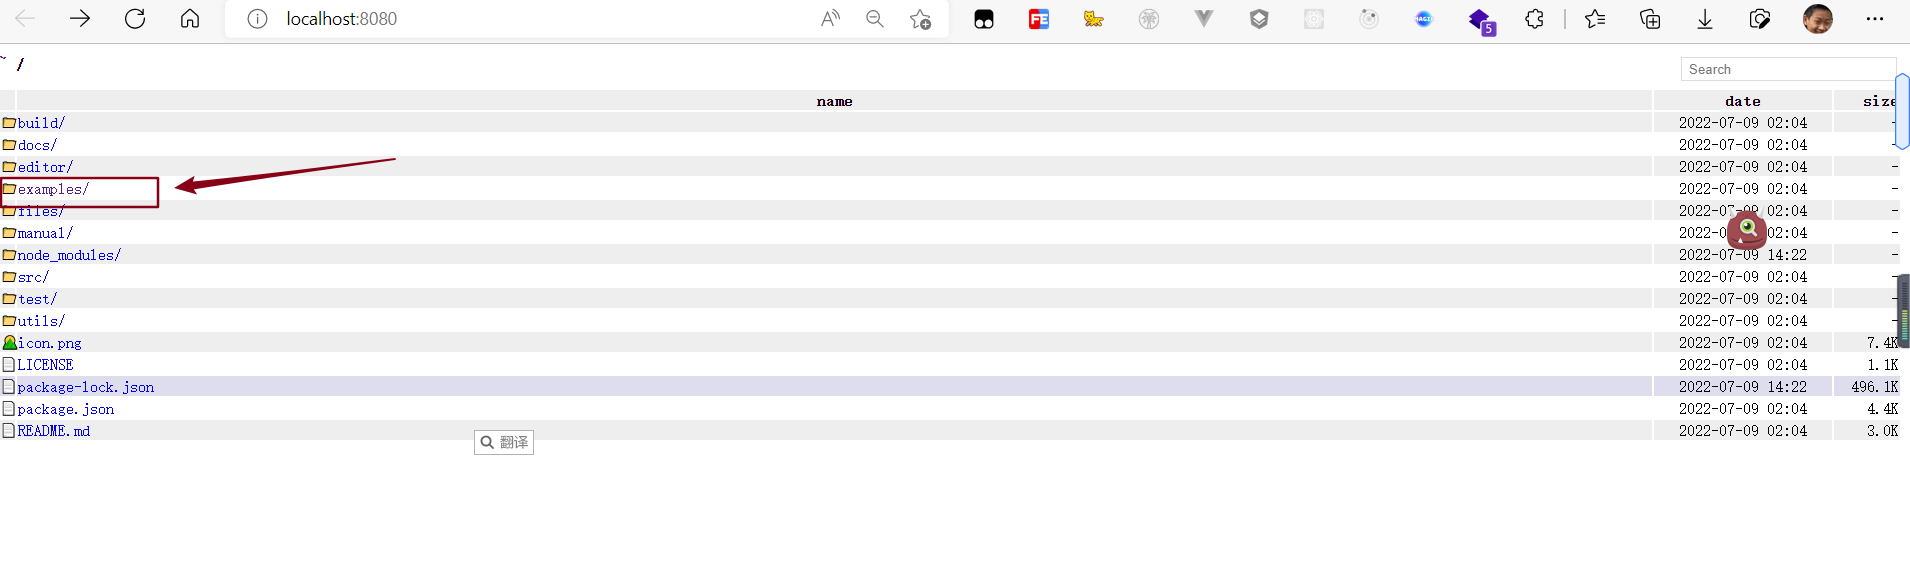 localhost:8080
A
FE
MAGIC
5
~ /
Search
name date size
build/ 2022-07-09 02:04 -
docs/ 2022-07-09 02:04 -
editor/ 2022-07-09 02:04 -
examples/ 2022-07-09 02:04 -
files/ 2022-07-09 02:04 -
manual/ 2022-0 02:04 -
node_modules/ 2022-07-09 14:22 -
src/ 2022-07-09 02:04 -
test/ 2022-07-09 02:04 -
utils/ 2022-07-09 02:04 -
icon.png 2022-07-09 02:04 7.4K
LICENSE 2022-07-09 02:04 1.1K
package-lock.json 2022-07-09 14:22 496.1K
package.json 2022-07-09 02:04 4.4K
README.md 2022-07-09 02:04 3.0K
翻译